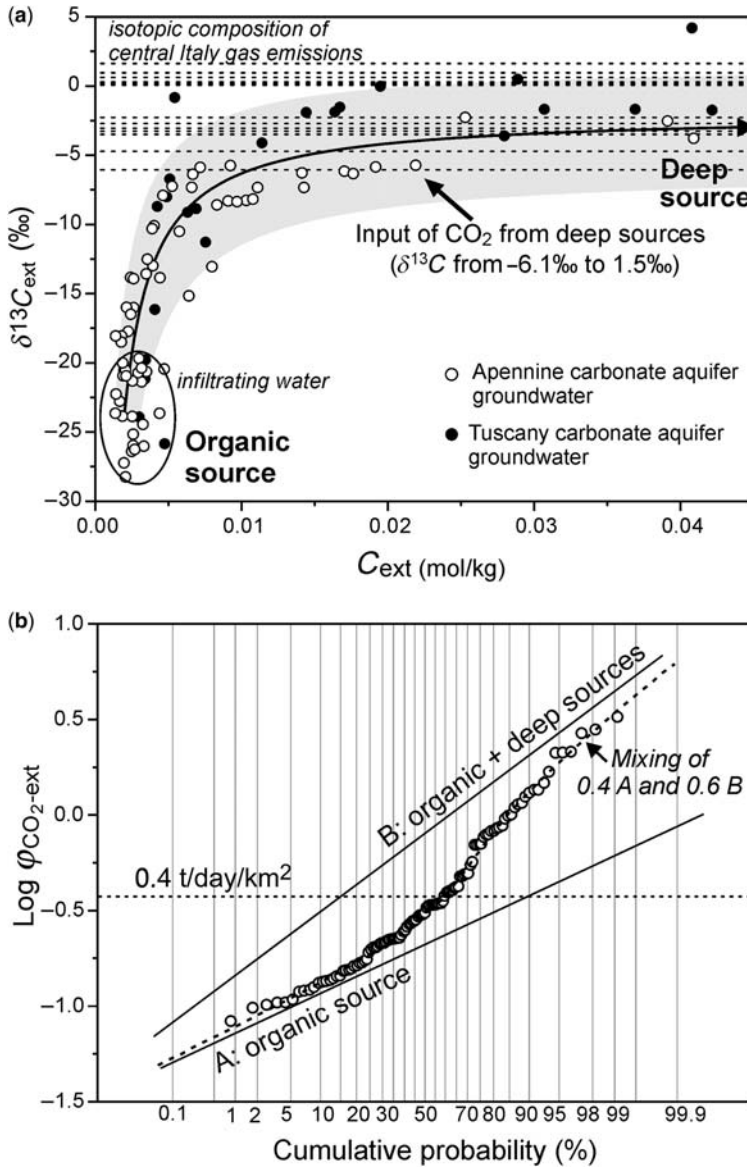 (a)
5
0
−5
−10
−15
−20
−25
−30
δ13Cext (‰)
isotopic composition of
central Italy gas emissions
Deep
source
Input of CO2 from deep sources
(δ13C from −6.1‰ to 1.5‰)
infiltrating water
Organic
source
Apennine carbonate aquifer
groundwater
Tuscany carbonate aquifer
groundwater
0.00 0.01 0.02 0.03 0.04
Cext (mol/kg)
(b)
1.0
0.5
0.0
−0.5
−1.0
−1.5
Log φCO2-ext
B: organic + deep sources
Mixing of
0.4 A and 0.6 B
0.4 t/day/km2
A: organic source
0.1 1 2 5 10 20 30 50 70 80 90 95 98 99 99.9
Cumulative probability (%)